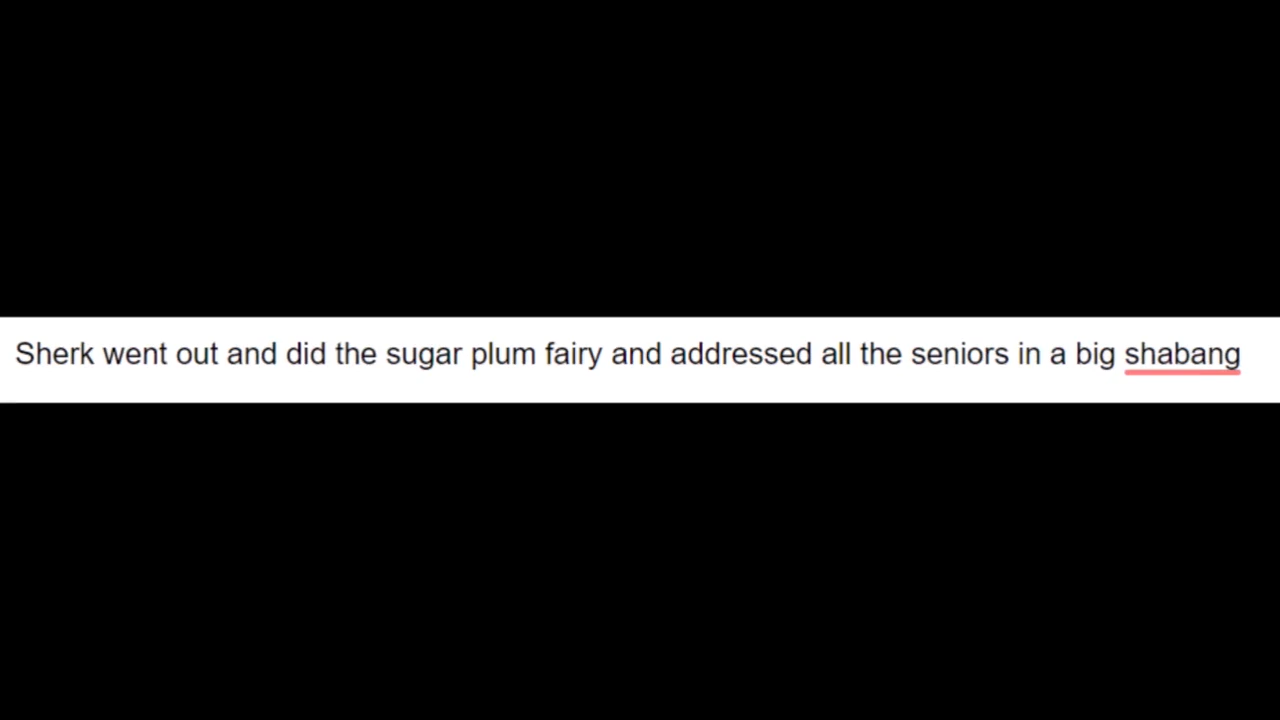 Sherk went out and did the sugar plum fairy and addressed all the seniors in a big shabang